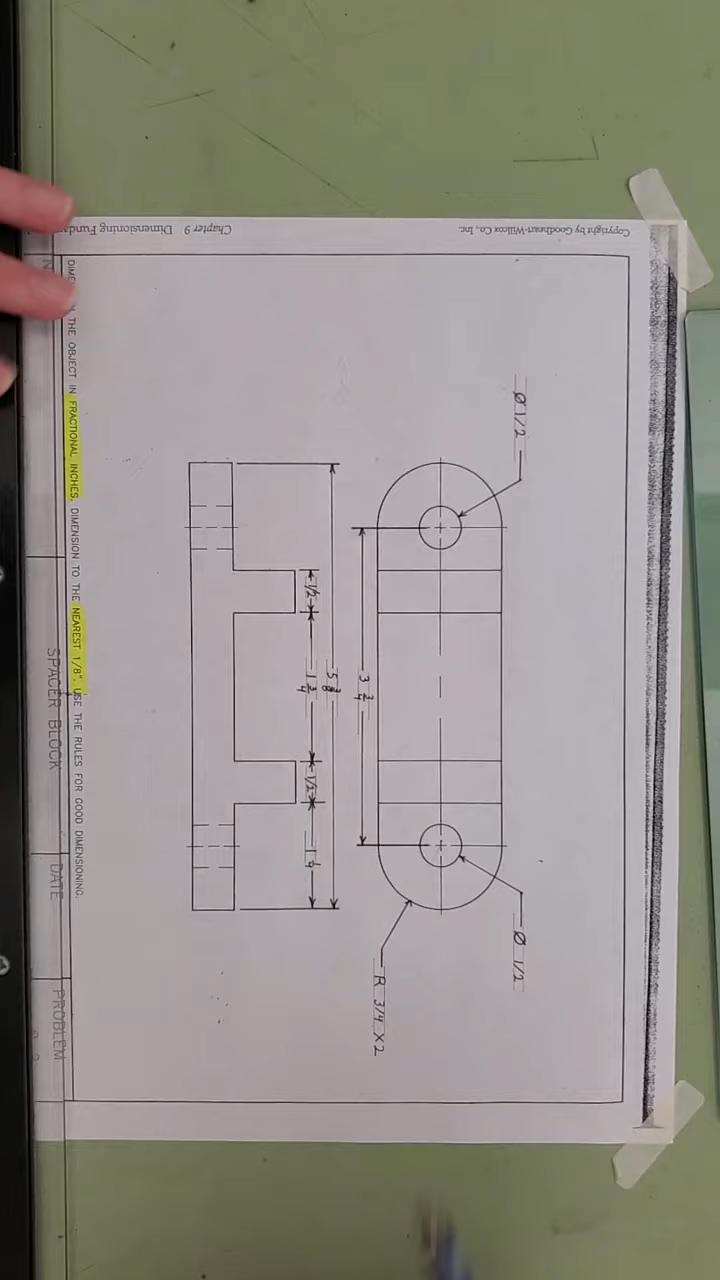 Copyright by Goodheart-Willcox Co., Inc.
Chapter 9 Dimensioning
Ø 1/2
Ø 1/2
R 3/4 X2
3 3/4
5 3/8
1/2
1 3/4
1/2
1 1/4
THE OBJECT IN FRACTIONAL INCHES. DIMENSION TO THE NEAREST 1/8". USE THE RULES FOR GOOD DIMENSIONING.
SPACER BLOCK
DATE
PROBLEM